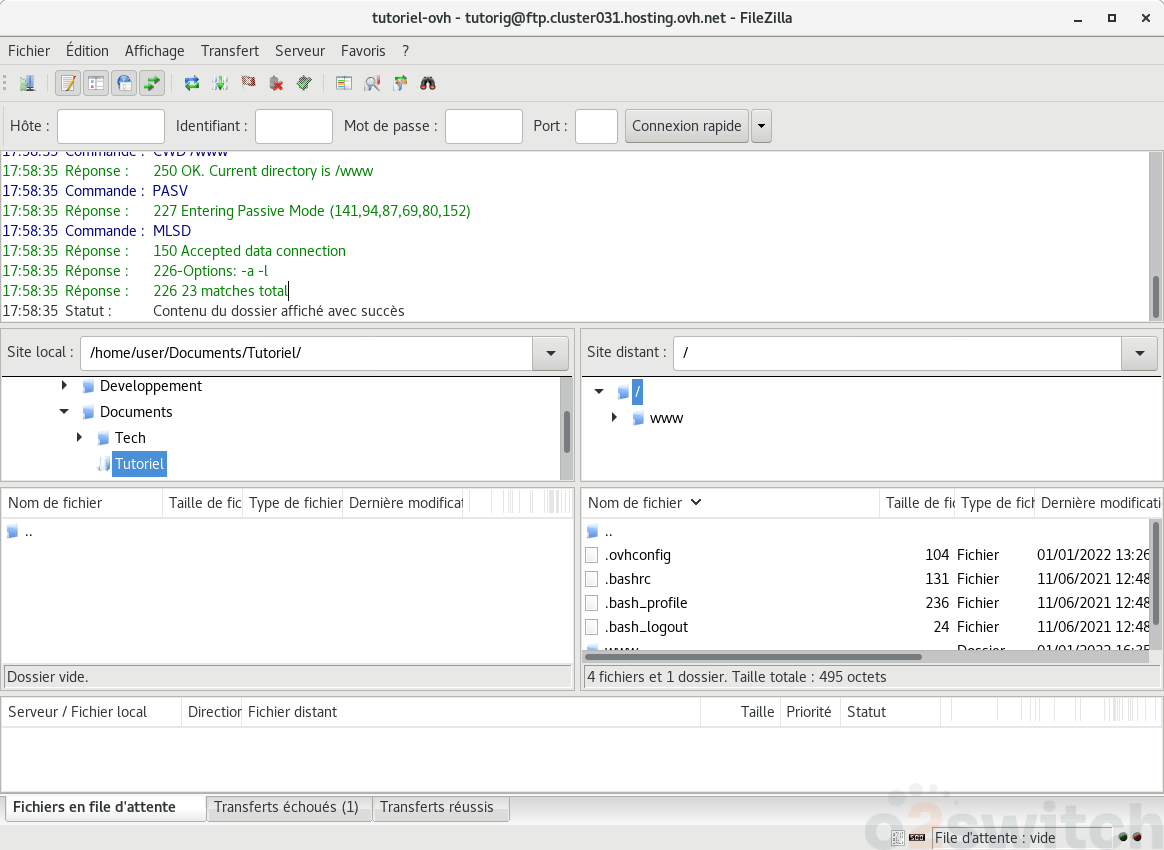 tutoriel-ovh - tutorig@ftp.cluster031.hosting.ovh.net - FileZilla
Fichier Édition Affichage Transfert Serveur Favoris ?
Hôte : Identifiant : Mot de passe : Port : Connexion rapide
17:58:35 Commande : CWD /www
17:58:35 Réponse : 250 OK. Current directory is /www
17:58:35 Commande : PASV
17:58:35 Réponse : 227 Entering Passive Mode (141,94,87,69,80,152)
17:58:35 Commande : MLSD
17:58:35 Réponse : 150 Accepted data connection
17:58:35 Réponse : 226-Options: -a -l
17:58:35 Réponse : 226 23 matches total
17:58:35 Statut : Contenu du dossier affiché avec succès
Site local : /home/user/Documents/Tutoriel/
Developpement
Documents
Tech
Tutoriel
Site distant : /
/
www
Nom de fichier Taille de fic Type de fichier Dernière modificat
..
Dossier vide.
Nom de fichier Taille de fic Type de fich Dernière modificati
..
.ovhconfig 104 Fichier 01/01/2022 13:26
.bashrc 131 Fichier 11/06/2021 12:48
.bash_profile 236 Fichier 11/06/2021 12:48
.bash_logout 24 Fichier 11/06/2021 12:48
www Dossier 01/01/2022 16:35
4 fichiers et 1 dossier. Taille totale : 495 octets
Serveur / Fichier local Direction Fichier distant Taille Priorité Statut
Fichiers en file d'attente Transferts échoués (1) Transferts réussis
o2switch
File d'attente : vide